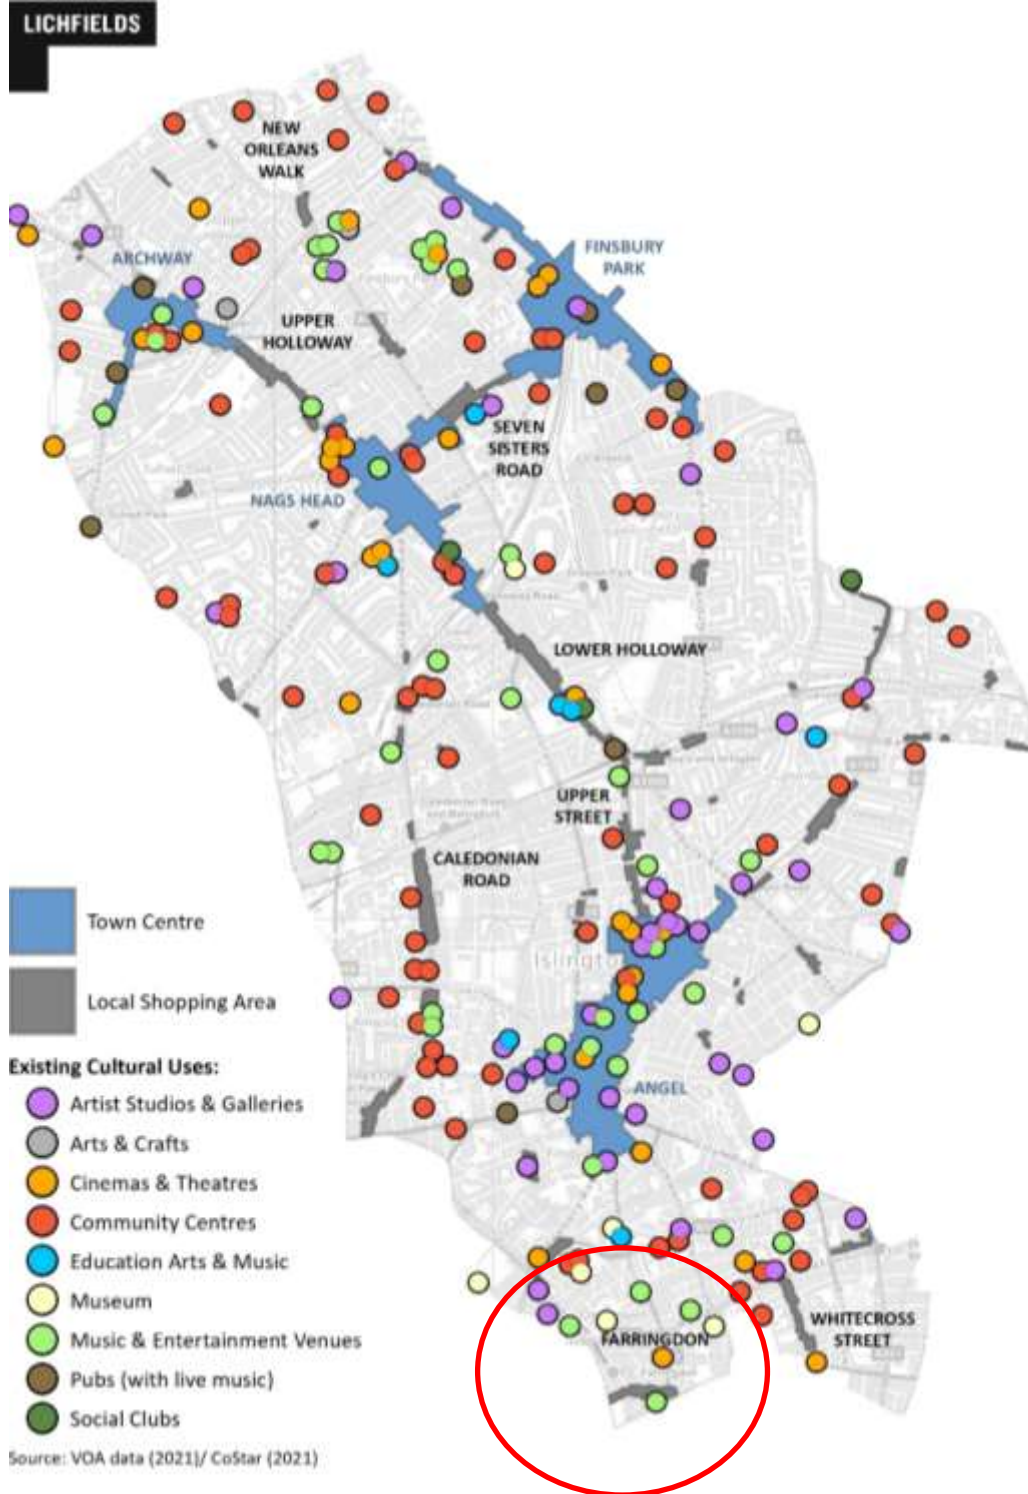 LICHFIELDS
NEW
ORLEANS
WALK
FINSBURY
PARK
ARCHWAY
UPPER
HOLLOWAY
SEVEN
SISTERS
ROAD
NAGS HEAD
LOWER HOLLOWAY
UPPER
STREET
CALEDONIAN
ROAD
Town Centre
Islington
Local Shopping Area
Existing Cultural Uses:
ANGEL
Artist Studios & Galleries
Arts & Crafts
Cinemas & Theatres
Community Centres
Education Arts & Music
Museum
Music & Entertainment Venues
WHITECROSS
STREET
FARRINGDON
Pubs (with live music)
Social Clubs
Source: VOA data (2021)/ CoStar (2021)